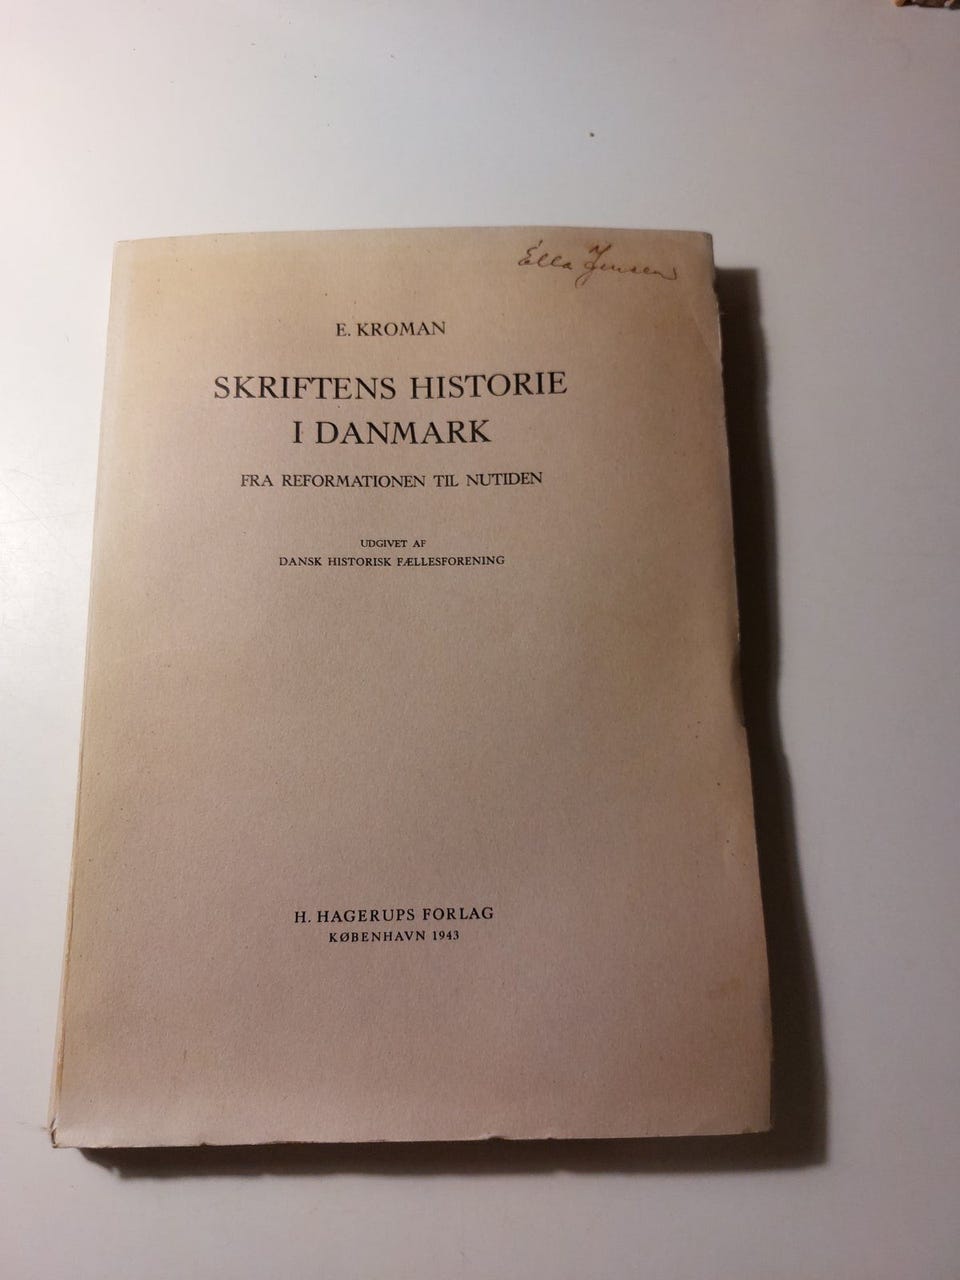 Ella Jensen
E. KROMAN
SKRIFTENS HISTORIE
I DANMARK
FRA REFORMATIONEN TIL NUTIDEN
UDGIVET AF
DANSK HISTORISK FÆLLESFORENING
H. HAGERUPS FORLAG
KØBENHAVN 1943